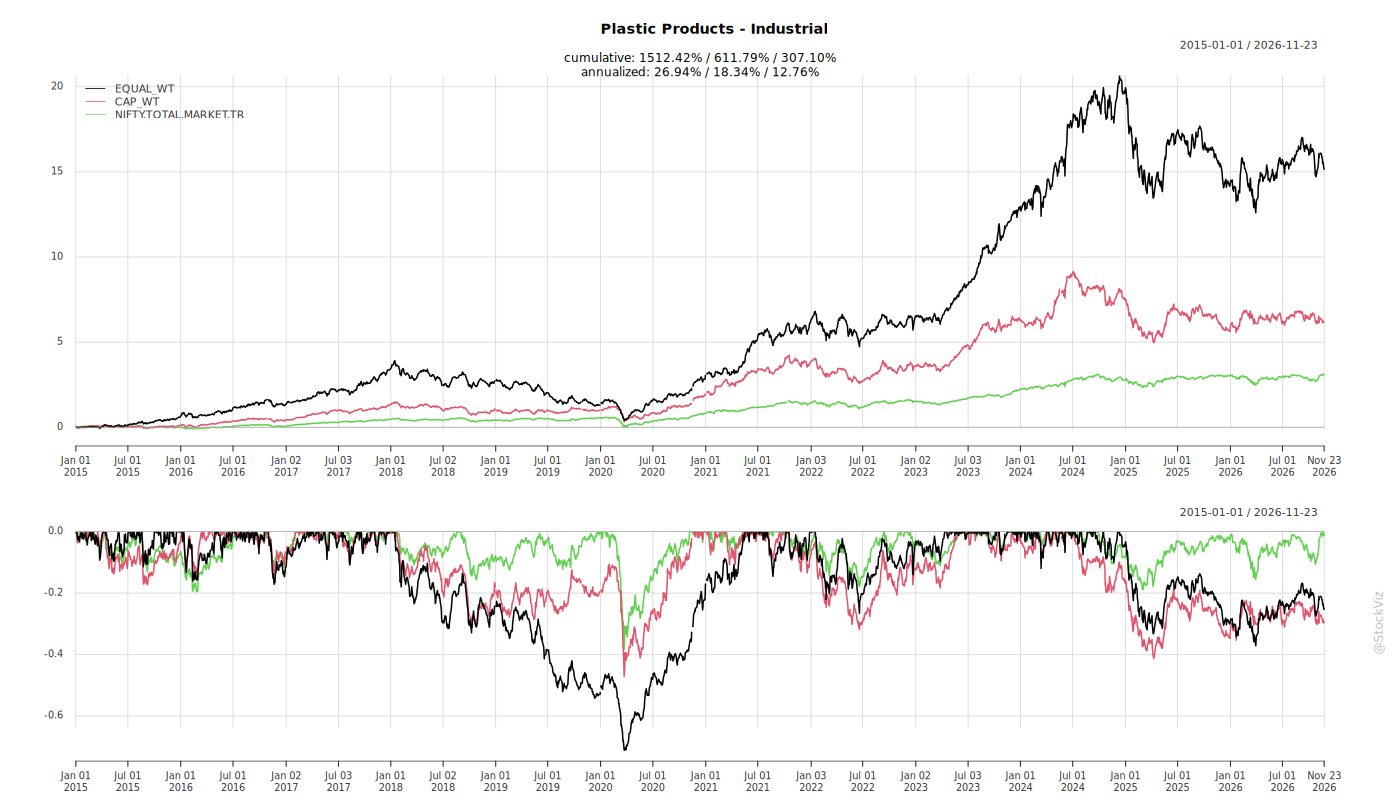 Plastic Products - Industrial
2015-01-01 / 2026-11-23
cumulative: 1512.42% / 611.79% / 307.10%
annualized: 26.94% / 18.34% / 12.76%
EQUAL_WT
CAP_WT
NIFTY.TOTAL.MARKET.TR
20
15
10
5
0
Jan 01 Jul 01 Jan 01 Jul 01 Jan 02 Jul 03 Jan 01 Jul 02 Jan 01 Jul 01 Jan 01 Jul 01 Jan 01 Jul 01 Jan 03 Jul 01 Jan 02 Jul 03 Jan 01 Jul 01 Jan 01 Jul 01 Jan 01 Jul 01 Nov 23
2015 2015 2016 2016 2017 2017 2018 2018 2019 2019 2020 2020 2021 2021 2022 2022 2023 2023 2024 2024 2025 2025 2026 2026 2026
2015-01-01 / 2026-11-23
0.0
-0.2
-0.4
-0.6
Jan 01 Jul 01 Jan 01 Jul 01 Jan 02 Jul 03 Jan 01 Jul 02 Jan 01 Jul 01 Jan 01 Jul 01 Jan 01 Jul 01 Jan 03 Jul 01 Jan 02 Jul 03 Jan 01 Jul 01 Jan 01 Jul 01 Jan 01 Jul 01 Nov 23
2015 2015 2016 2016 2017 2017 2018 2018 2019 2019 2020 2020 2021 2021 2022 2022 2023 2023 2024 2024 2025 2025 2026 2026 2026
@StockViz